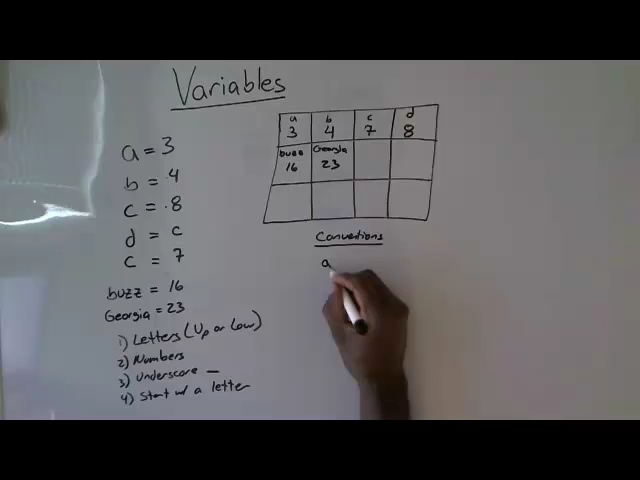 Variables
a = 3
b = 4
c = 8
d = c
c = 7
buzz = 16
Georgia = 23
1) Letters (Up or Low)
2) Numbers
3) Underscore _
4) Start w/ a letter
a b c d
3 4 7 8
buzz Georgia
16 23
Conventions
a